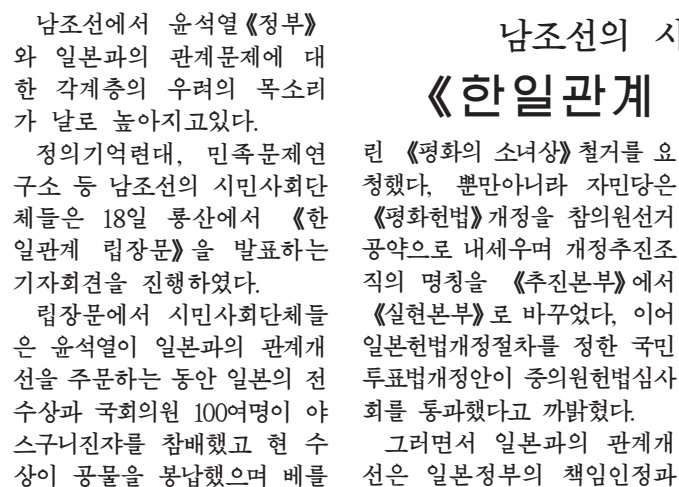 남조선의
《한일관계
남조선에서 윤석열《정부》
와 일본과의 관계문제에 대
한 각계층의 우려의 목소리
가 날로 높아지고있다.
정의기억련대, 민족문제연
구소 등 남조선의 시민사회단
체들은 18일 룡산에서 《한
일관계 립장문》을 발표하는
기자회견을 진행하였다.
립장문에서 시민사회단체들
은 윤석열이 일본과의 관계개
선을 주문하는 동안 일본의 전
수상과 국회의원 100여명이 야
스구니진쟈를 참배했고 현 수
상이 공물을 봉납했으며 베를
린 《평화의 소녀상》철거를 요
청했다, 뿐만아니라 자민당은
《평화헌법》개정을 참의원선거
공약으로 내세우며 개정추진조
직의 명칭을 《추진본부》에서
《실현본부》로 바꾸었다, 이어
일본헌법개정절차를 정한 국민
투표법개정안이 중의원헌법심사
회를 통과했다고 까밝혔다.
그러면서 일본과의 관계개
선은 일본정부의 책임인정과